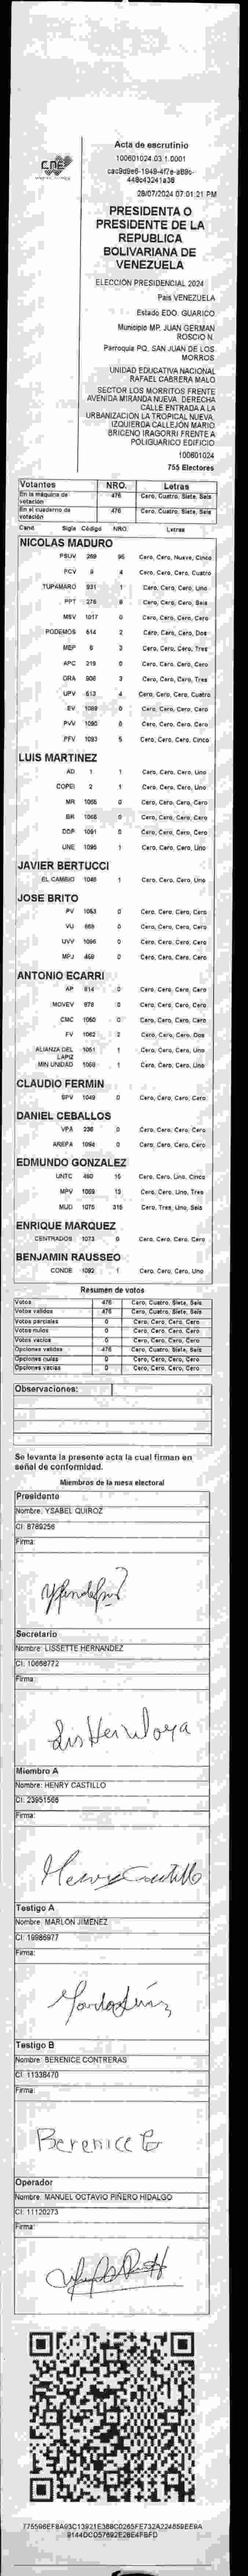 Acta de escrutinio
100601024.03.1.0001
cac9d9e6-1949-4f7e-a89c-
448c43241a38
28/07/2024 07:01:21 PM
CNE
PRESIDENTA O
PRESIDENTE DE LA
REPUBLICA
BOLIVARIANA DE
VENEZUELA
ELECCIÓN PRESIDENCIAL 2024
Pais VENEZUELA
Estado EDO. GUARICO
Municipio MP. JUAN GERMAN
ROSCIO N.
Parroquia PQ. SAN JUAN DE LOS
MORROS
UNIDAD EDUCATIVA NACIONAL
RAFAEL CABRERA MALO
SECTOR LOS MORRITOS FRENTE
AVENIDA MIRANDA NUEVA. DERECHA
CALLE ENTRADA A LA
URBANIZACION LA TROPICAL NUEVA.
IZQUIERDA CALLEJON MARIO
BRICENO IRAGORRI FRENTE A
POLIGUARICO EDIFICIO
100601024
755 Electores
Votantes NRO. Letras
En la máquina de votación 476 Cero, Cuatro, Siete, Seis
En el cuaderno de votación 476 Cero, Cuatro, Siete, Seis
Cand. Sigla Código NRO. Letras
NICOLAS MADURO
PSUV 269 95 Cero, Cero, Nueve, Cinco
PCV 9 4 Cero, Cero, Cero, Cuatro
TUPAMARO 931 1 Cero, Cero, Cero, Uno
PPT 275 6 Cero, Cero, Cero, Seis
MSV 1017 0 Cero, Cero, Cero, Cero
PODEMOS 514 2 Cero, Cero, Cero, Dos
MEP 6 3 Cero, Cero, Cero, Tres
APC 219 0 Cero, Cero, Cero, Cero
ORA 906 3 Cero, Cero, Cero, Tres
UPV 613 4 Cero, Cero, Cero, Cuatro
EV 1089 0 Cero, Cero, Cero, Cero
PVV 1090 0 Cero, Cero, Cero, Cero
PFV 1093 5 Cero, Cero, Cero, Cinco
LUIS MARTINEZ
AD 1 1 Cero, Cero, Cero, Uno
COPEI 2 1 Cero, Cero, Cero, Uno
MR 1065 0 Cero, Cero, Cero, Cero
BR 1066 0 Cero, Cero, Cero, Cero
DDP 1091 0 Cero, Cero, Cero, Cero
UNE 1095 1 Cero, Cero, Cero, Uno
JAVIER BERTUCCI
EL CAMBIO 1046 1 Cero, Cero, Cero, Uno
JOSE BRITO
PV 1053 0 Cero, Cero, Cero, Cero
VU 669 0 Cero, Cero, Cero, Cero
UVV 1096 0 Cero, Cero, Cero, Cero
MPJ 468 0 Cero, Cero, Cero, Cero
ANTONIO ECARRI
AP 814 0 Cero, Cero, Cero, Cero
MOVEV 878 0 Cero, Cero, Cero, Cero
CMC 1050 0 Cero, Cero, Cero, Cero
FV 1062 2 Cero, Cero, Cero, Dos
ALIANZA DEL LAPIZ 1051 1 Cero, Cero, Cero, Uno
MIN UNIDAD 1068 1 Cero, Cero, Cero, Uno
CLAUDIO FERMIN
SPV 1049 0 Cero, Cero, Cero, Cero
DANIEL CEBALLOS
VPA 236 0 Cero, Cero, Cero, Cero
AREPA 1094 0 Cero, Cero, Cero, Cero
EDMUNDO GONZALEZ
UNTC 460 15 Cero, Cero, Uno, Cinco
MPV 1069 13 Cero, Cero, Uno, Tres
MUD 1075 316 Cero, Tres, Uno, Seis
ENRIQUE MARQUEZ
CENTRADOS 1073 0 Cero, Cero, Cero, Cero
BENJAMIN RAUSSEO
CONDE 1092 1 Cero, Cero, Cero, Uno
Resumen de votos
Votos 476 Cero, Cuatro, Siete, Seis
Votos validos 476 Cero, Cuatro, Siete, Seis
Votos parciales 0 Cero, Cero, Cero, Cero
Votos nulos 0 Cero, Cero, Cero, Cero
Votos vacios 0 Cero, Cero, Cero, Cero
Opciones validas 476 Cero, Cuatro, Siete, Seis
Opciones nulas 0 Cero, Cero, Cero, Cero
Opciones vacias 0 Cero, Cero, Cero, Cero
Observaciones:
Se levanta la presente acta la cual firman en
señal de conformidad.
Miembros de la mesa electoral
Presidente
Nombre: YSABEL QUIROZ
CI: 8789256
Firma:
Secretario
Nombre: LISSETTE HERNANDEZ
CI: 10668772
Firma:
Miembro A
Nombre: HENRY CASTILLO
CI: 23951566
Firma:
Henry Castillo
Testigo A
Nombre: MARLON JIMENEZ
CI: 19986977
Firma:
Testigo B
Nombre: BERENICE CONTRERAS
CI: 11338470
Firma:
Berenice C
Operador
Nombre: MANUEL OCTAVIO PIÑERO HIDALGO
CI: 11120273
Firma:
775596EF8A93C13921E368C0265FE732A224859EE9A
9144DCD57692E28E4FBFD